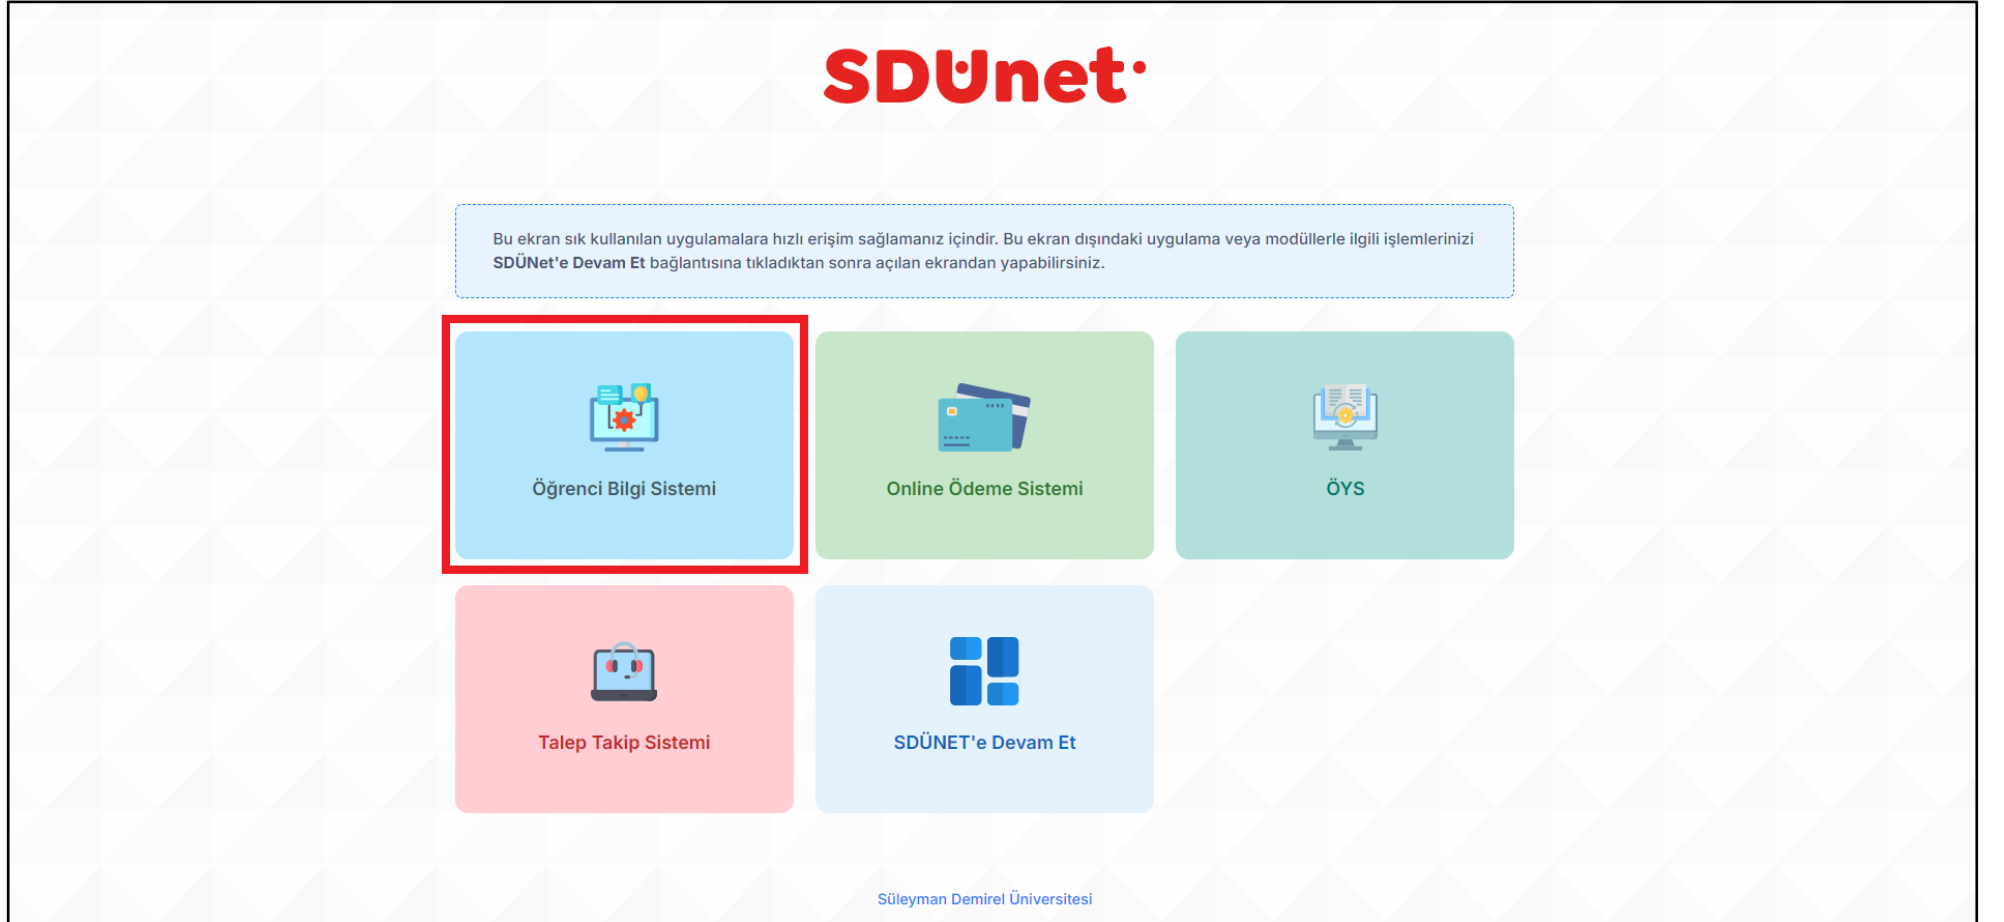 SDÜnet
Bu ekran sık kullanılan uygulamalara hızlı erişim sağlamanız içindir. Bu ekran dışındaki uygulama veya modüllerle ilgili işlemlerinizi
SDÜNet'e Devam Et bağlantısına tıkladıktan sonra açılan ekrandan yapabilirsiniz.
Öğrenci Bilgi Sistemi
Online Ödeme Sistemi
ÖYS
Talep Takip Sistemi
SDÜNET'e Devam Et
Süleyman Demirel Üniversitesi